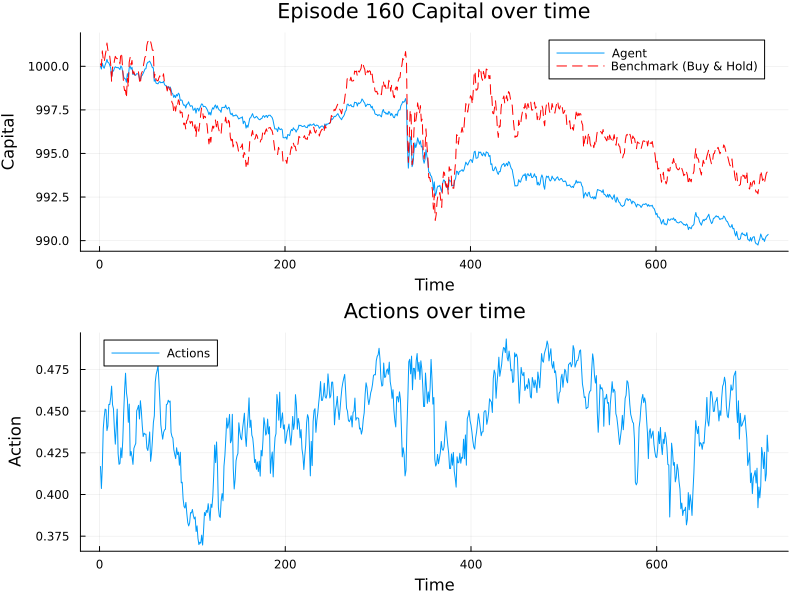 Episode 160 Capital over time
1000.0
997.5
995.0
992.5
990.0
Capital
Agent
Benchmark (Buy & Hold)
0 200 400 600
Time
Actions over time
0.475
0.450
0.425
0.400
0.375
Action
Actions
0 200 400 600
Time